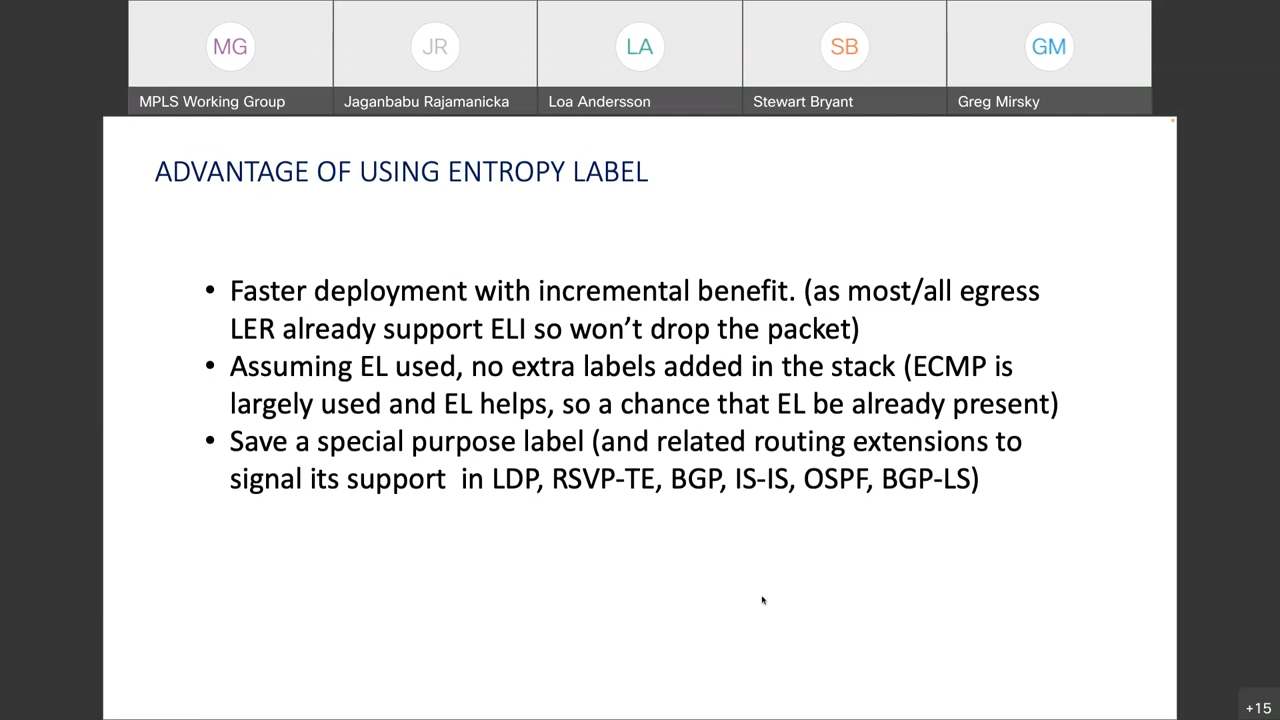 MG
JR
LA
SB
GM
MPLS Working Group
Jaganbabu Rajamanicka
Loa Andersson
Stewart Bryant
Greg Mirsky
ADVANTAGE OF USING ENTROPY LABEL
• Faster deployment with incremental benefit. (as most/all egress
LER already support ELI so won’t drop the packet)
• Assuming EL used, no extra labels added in the stack (ECMP is
largely used and EL helps, so a chance that EL be already present)
• Save a special purpose label (and related routing extensions to
signal its support  in LDP, RSVP-TE, BGP, IS-IS, OSPF, BGP-LS)
+15